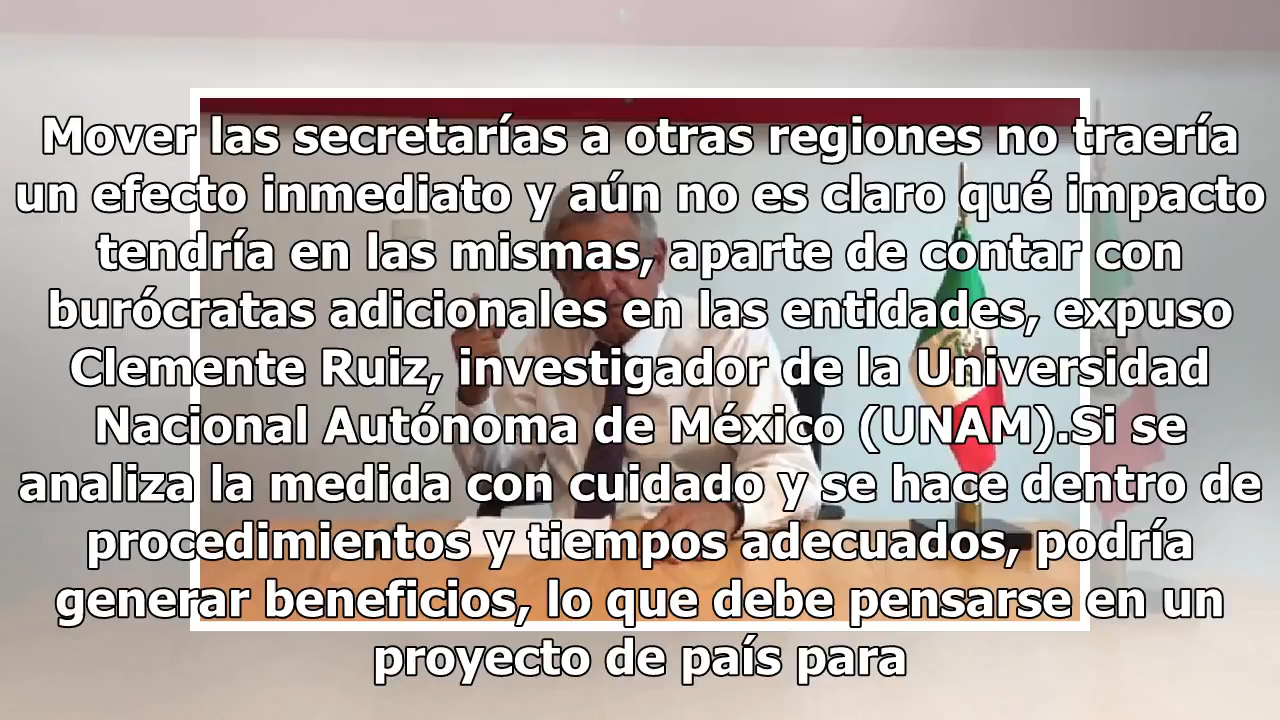 Mover las secretarías a otras regiones no traería
un efecto inmediato y aún no es claro qué impacto
tendría en las mismas, aparte de contar con
burócratas adicionales en las entidades, expuso
Clemente Ruiz, investigador de la Universidad
Nacional Autónoma de México (UNAM).Si se
analiza la medida con cuidado y se hace dentro de
procedimientos y tiempos adecuados, podría
generar beneficios, lo que debe pensarse en un
proyecto de país para